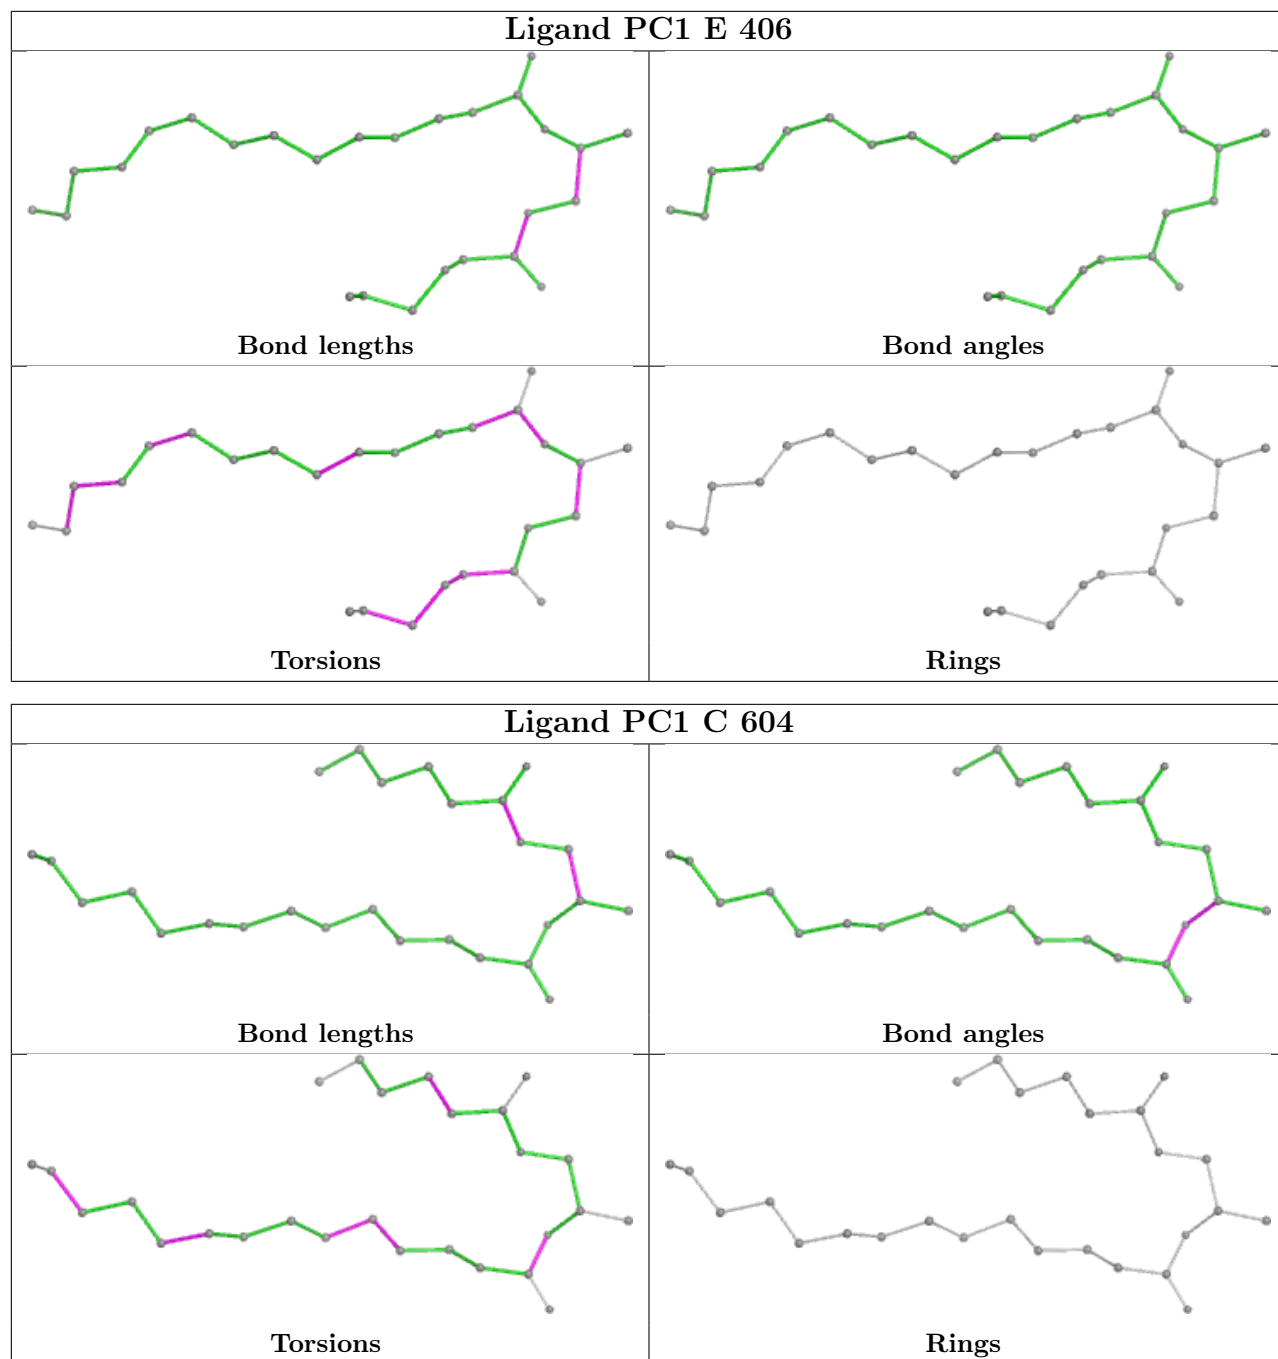 Ligand PC1 E 406
Bond lengths
Bond angles
Torsions
Rings
Ligand PC1 C 604
Bond lengths
Bond angles
Torsions
Rings